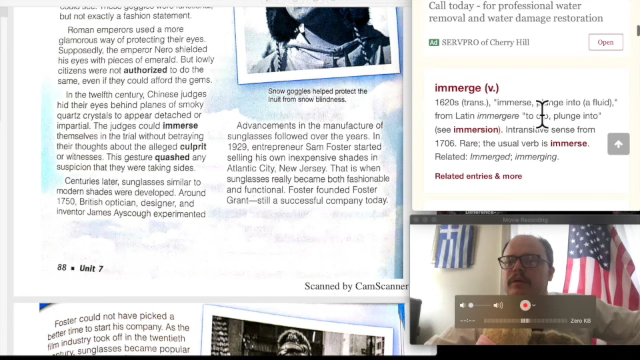 could see. These goggles were functional,
but not exactly a fashion statement.
Roman emperors used a more
glamorous way of protecting their eyes.
Supposedly, the emperor Nero shielded
his eyes with pieces of emerald. But lowly
citizens were not authorized to do the
same, even if they could afford the gems.
In the twelfth century, Chinese judges
hid their eyes behind planes of smoky
quartz crystals to appear detached or
impartial. The judges could immerse
themselves in the trial without betraying
their thoughts about the alleged culprit
or witnesses. This gesture quashed any
suspicion that they were taking sides.
Centuries later, sunglasses similar to
modern shades were developed. Around
1750, British optician, designer, and
inventor James Ayscough experimented
Snow goggles helped protect the
Inuit from snow blindness.
Advancements in the manufacture of
sunglasses followed over the years. In
1929, entrepreneur Sam Foster started
selling his own inexpensive shades in
Atlantic City, New Jersey. That is when
sunglasses really became both fashionable
and functional. Foster founded Foster
Grant—still a successful company today.
88 ■ Unit 7
Scanned by CamScanner
Foster could not have picked a
better time to start his company. As the
film industry took off in the twentieth
century, sunglasses became popular
Call today - for professional water
removal and water damage restoration
Ad SERVPRO of Cherry Hill
Open
immerge (v.)
1620s (trans.), "immerse, plunge into (a fluid),"
from Latin immergere "to dip, plunge into"
(see immersion). Intransitive sense from
1706. Rare; the usual verb is immerse.
Related: Immerged; immerging.
Related entries & more
Movie Recording
--:--
Zero KB